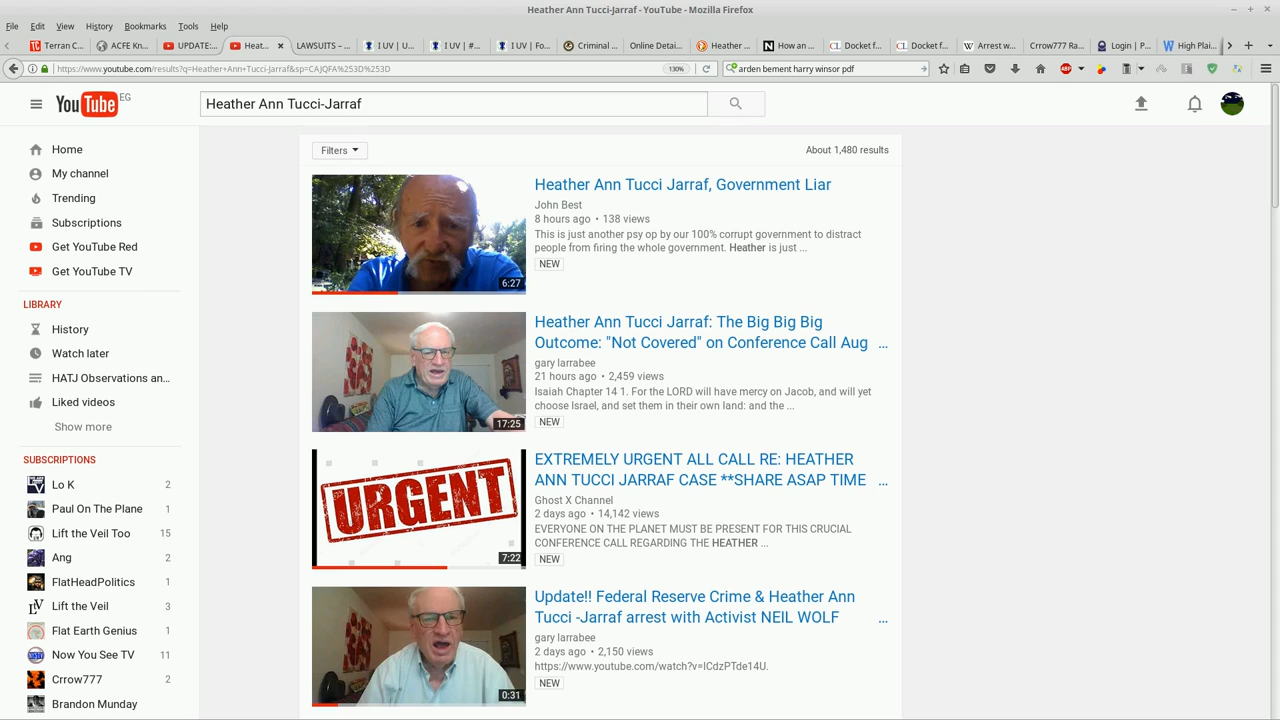 Heather Ann Tucci-Jarraf - YouTube - Mozilla Firefox
File Edit View History Bookmarks Tools Help
Terran C... ACFE Kn... UPDATE:... Heat... LAWSUITS – ... I UV | U... I UV | #... I UV | Fo... Criminal ... Online Detai... Heather ... How an ... Docket f... Docket f... Arrest w... Crrow777 Ra... Login | P... High Plai...
https://www.youtube.com/results?q=Heather+Ann+Tucci-Jarraf&sp=CAJQFA%253D%253D 130% arden bement harry winsor pdf
YouTube EG Heather Ann Tucci-Jarraf
Filters About 1,480 results
Home
My channel
Trending
Subscriptions
Get YouTube Red
Get YouTube TV
LIBRARY
History
Watch later
HATJ Observations an...
Liked videos
Show more
SUBSCRIPTIONS
Lo K 2
Paul On The Plane 1
Lift the Veil Too 15
Ang 2
FlatHeadPolitics 1
Lift the Veil 3
Flat Earth Genius 1
Now You See TV 11
Crrow777 2
Brandon Munday
Heather Ann Tucci Jarraf, Government Liar
John Best
8 hours ago • 138 views
This is just another psy op by our 100% corrupt government to distract
people from firing the whole government. Heather is just ...
NEW
6:27
Heather Ann Tucci Jarraf: The Big Big Big
Outcome: "Not Covered" on Conference Call Aug ...
gary larrabee
21 hours ago • 2,459 views
Isaiah Chapter 14 1. For the LORD will have mercy on Jacob, and will yet
choose Israel, and set them in their own land: and the ...
NEW
17:25
EXTREMELY URGENT ALL CALL RE: HEATHER
ANN TUCCI JARRAF CASE **SHARE ASAP TIME ...
Ghost X Channel
2 days ago • 14,142 views
EVERYONE ON THE PLANET MUST BE PRESENT FOR THIS CRUCIAL
CONFERENCE CALL REGARDING THE HEATHER ...
NEW
URGENT
7:22
Update!! Federal Reserve Crime & Heather Ann
Tucci -Jarraf arrest with Activist NEIL WOLF ...
gary larrabee
2 days ago • 2,150 views
https://www.youtube.com/watch?v=ICdzPTde14U.
NEW
0:31